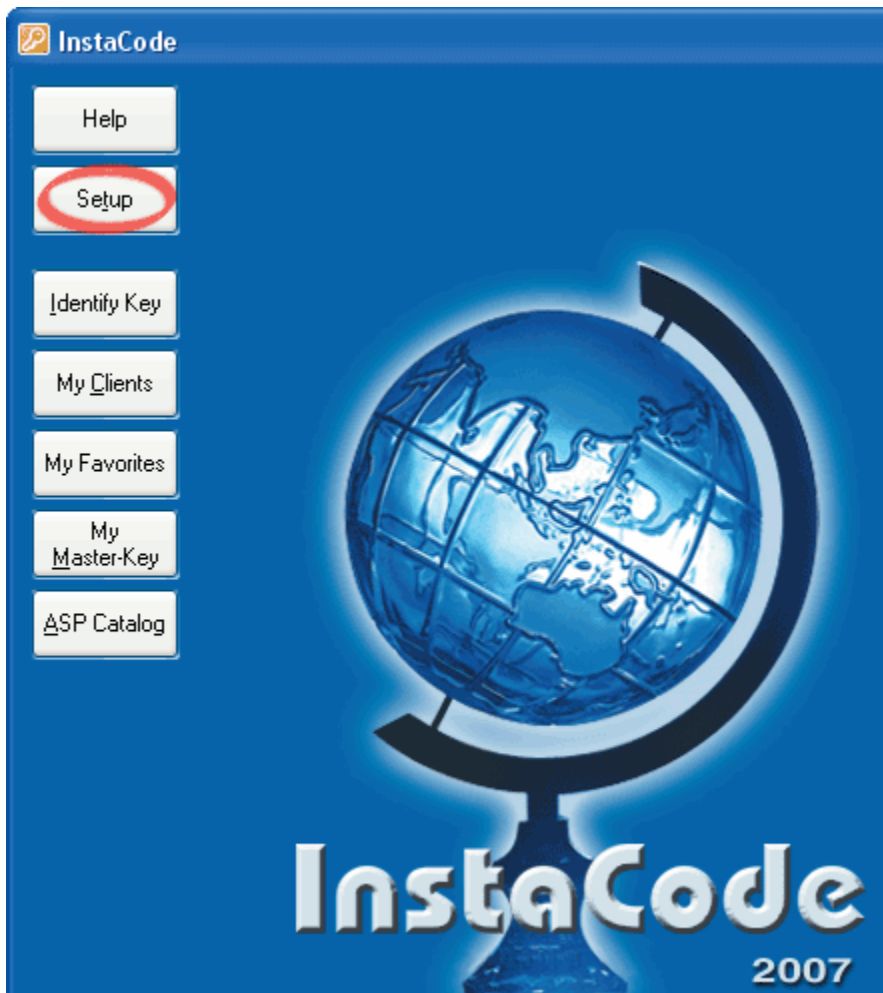 InstaCode
Help
Setup
Identify Key
My Clients
My Favorites
My
Master-Key
ASP Catalog
InstaCode
2007